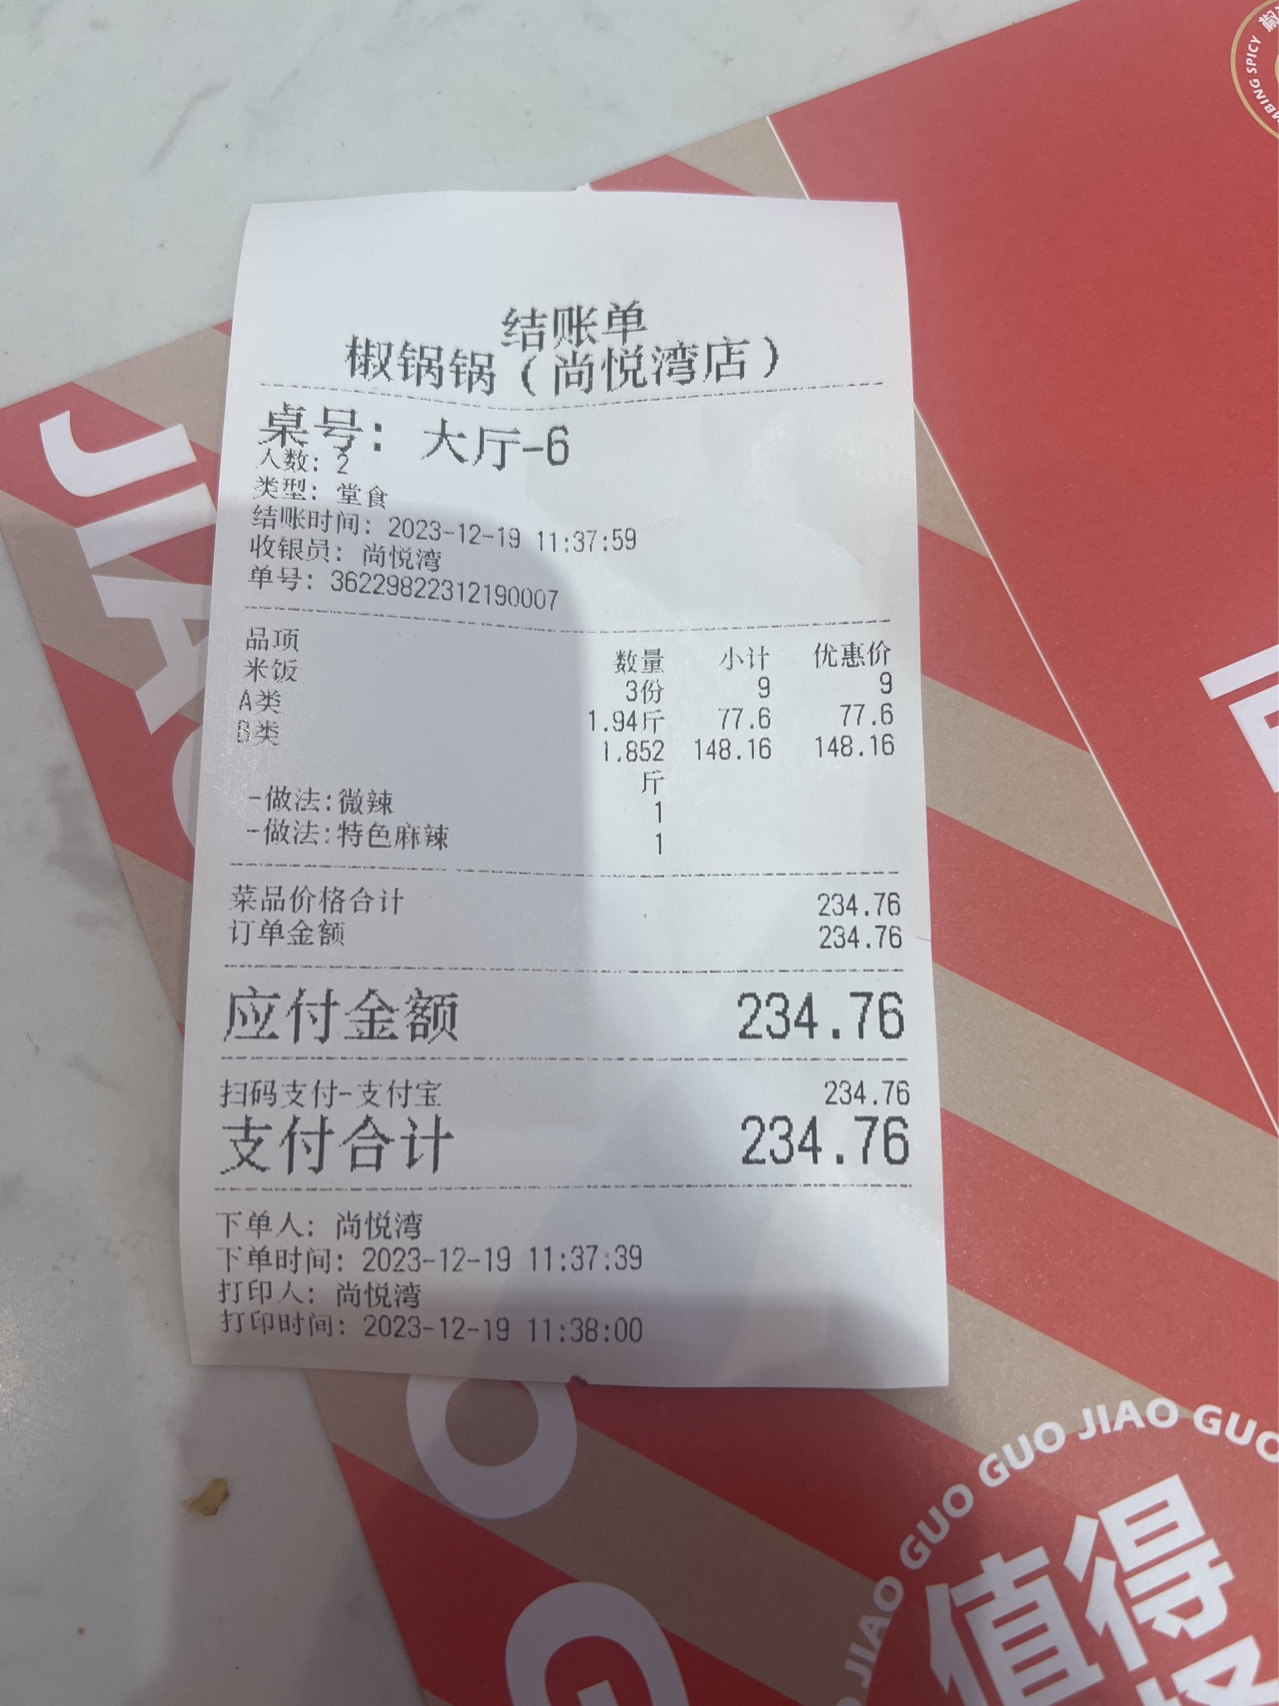 结账单
椒锅锅（尚悦湾店）
桌号： 大厅-6
人数：2
类型：堂食
结账时间：2023-12-19 11:37:59
收银员：尚悦湾
单号：36229822312190007
品项 数量 小计 优惠价
米饭 3份 9 9
A类 1.94斤 77.6 77.6
B类 1.852 148.16 148.16
斤
-做法:微辣 1
-做法:特色麻辣 1
菜品价格合计 234.76
订单金额 234.76
应付金额 234.76
扫码支付-支付宝 234.76
支付合计 234.76
下单人：尚悦湾
下单时间：2023-12-19 11:37:39
打印人：尚悦湾
打印时间：2023-12-19 11:38:00
JIAO
G
JIAO GUO GUO JIAO GUO
值得